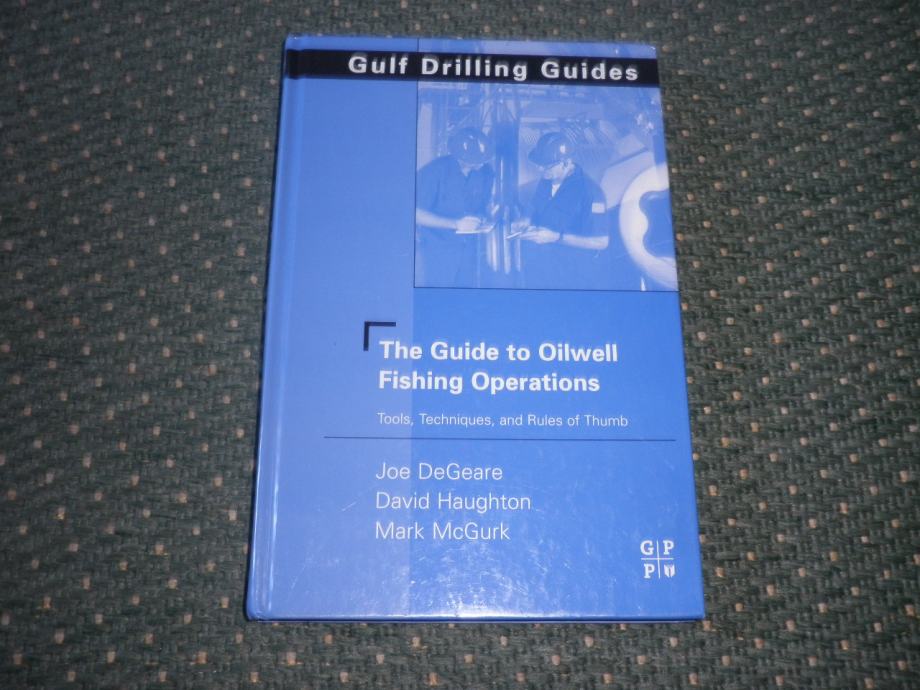 Gulf Drilling Guides
The Guide to Oilwell
Fishing Operations
Tools, Techniques, and Rules of Thumb
Joe DeGeare
David Haughton
Mark McGurk
G P
P